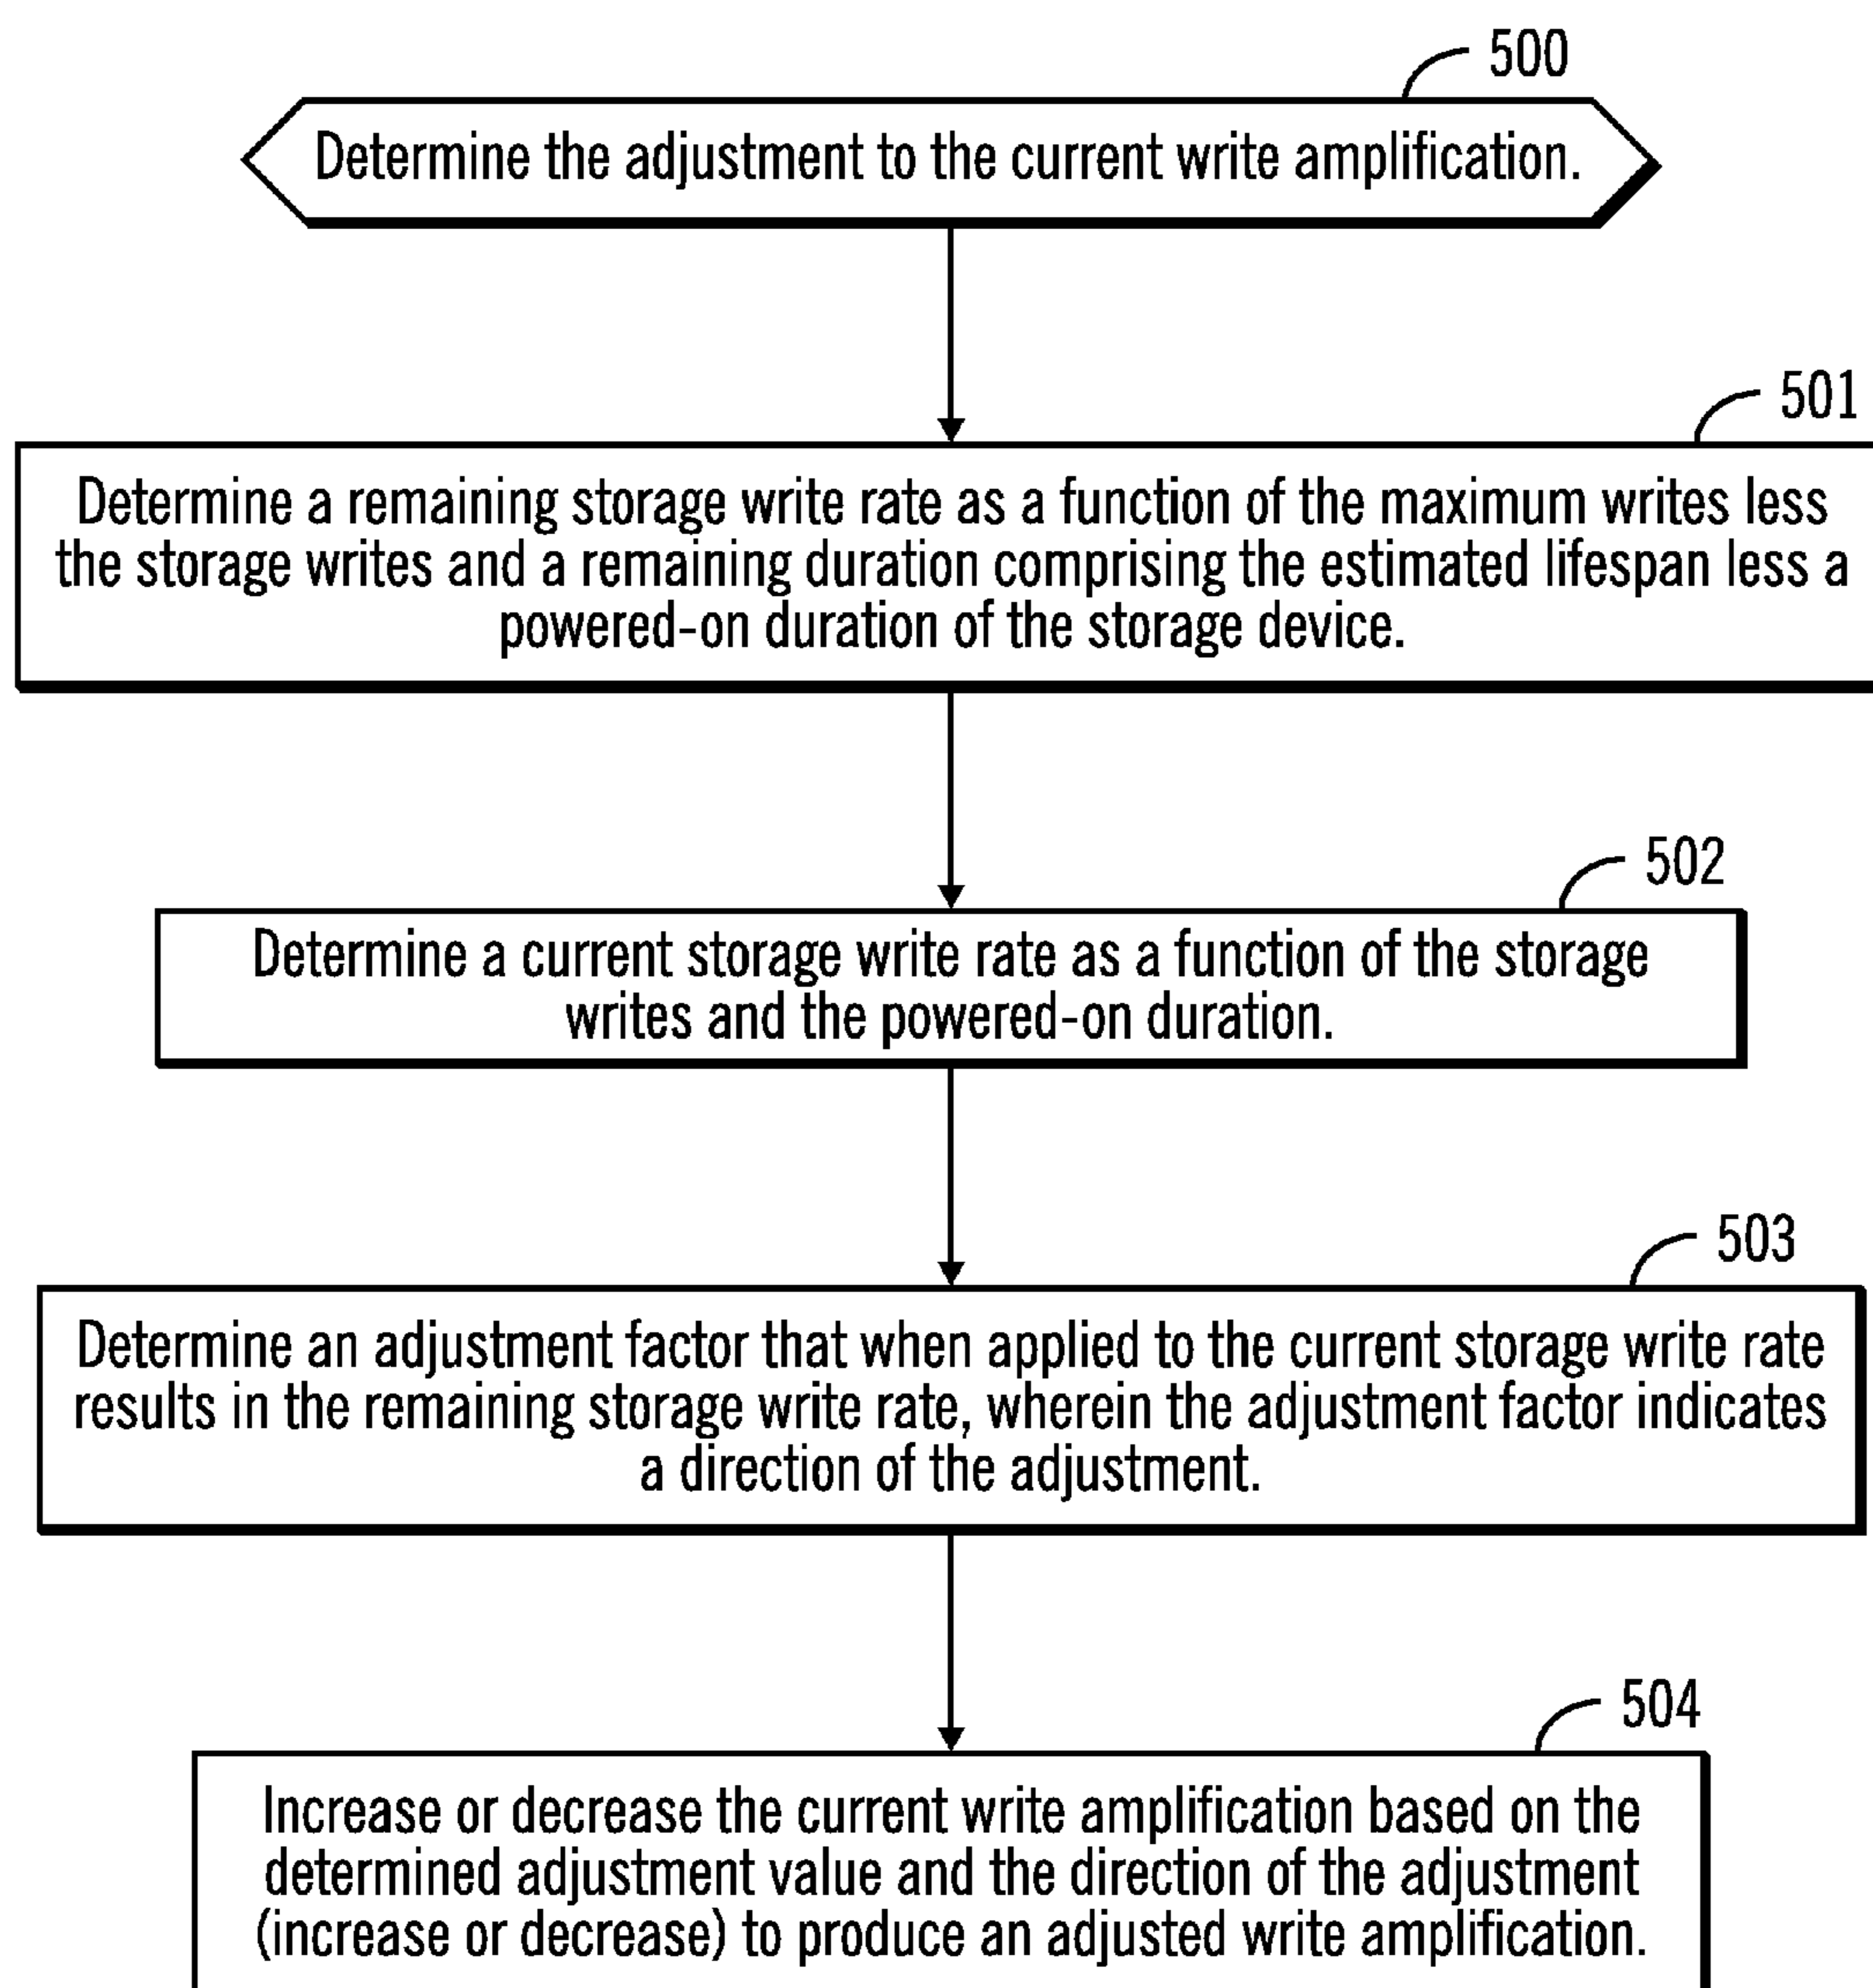 500
Determine the adjustment to the current write amplification.
501
Determine a remaining storage write rate as a function of the maximum writes less
the storage writes and a remaining duration comprising the estimated lifespan less a
powered-on duration of the storage device.
502
Determine a current storage write rate as a function of the storage
writes and the powered-on duration.
503
Determine an adjustment factor that when applied to the current storage write rate
results in the remaining storage write rate, wherein the adjustment factor indicates
a direction of the adjustment.
504
Increase or decrease the current write amplification based on the
determined adjustment value and the direction of the adjustment
(increase or decrease) to produce an adjusted write amplification.